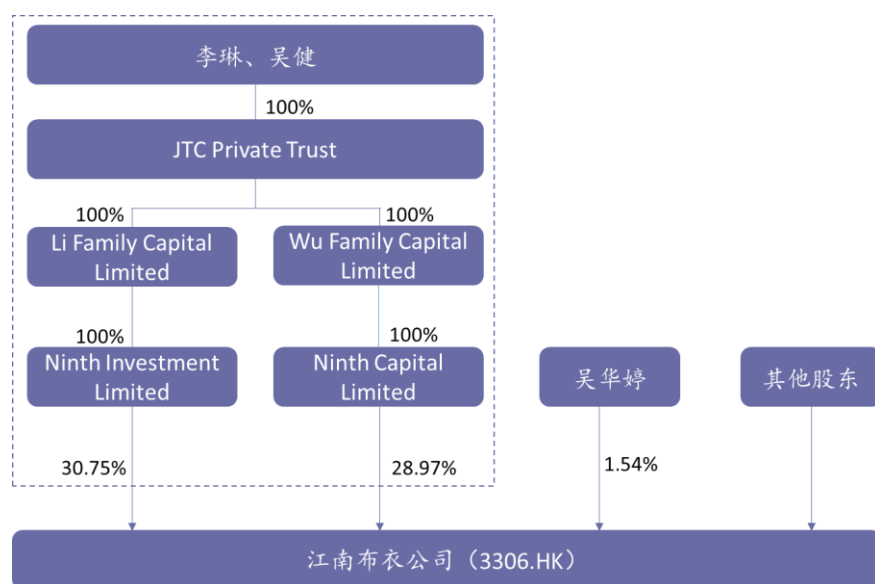 李琳、吴健
100%
JTC Private Trust
100%
100%
Li Family Capital
Limited
Wu Family Capital
Limited
100%
100%
Ninth Investment
Limited
Ninth Capital
Limited
吴华婷
其他股东
30.75%
28.97%
1.54%
江南布衣公司（3306.HK）